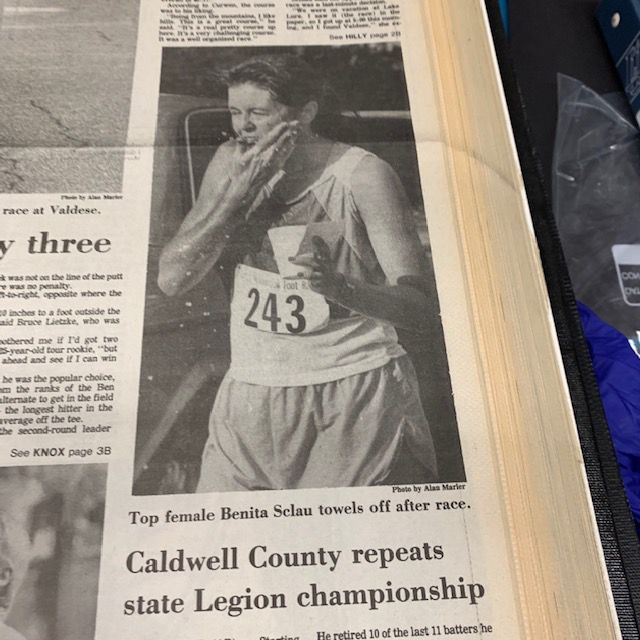 According to Curwen, the course
was to his liking.
"Being from the mountains, I like
hills. This is a great course," he
said. "It's a real pretty course up
here. It's a very challenging course.
It was a well organized race."
race was a last-minute decision.
"We were on vacation at Lake
Lure. I saw it (the race) in the
paper, so I got up at
ing, and I found Valdese," she
See HILLY page 2B
Photo by Alan Marler
race at Valdese.
y three
k was not on the line of the putt
re was no penalty.
t-to-right, opposite where the
10 inches to a foot outside the
aid Bruce Lietzke, who was
othered me if I'd got two
25-year-old tour rookie, "but
ahead and see if I can win
he was the popular choice,
m the ranks of the Ben
lternate to get in the field
the longest hitter in the
average off the tee.
the second-round leader
See KNOX page 3B
Foot R
243
Photo by Alan Marler
Top female Benita Sclau towels off after race.
Caldwell County repeats
state Legion championship
Starting
He retired 10 of the last 11 batters he